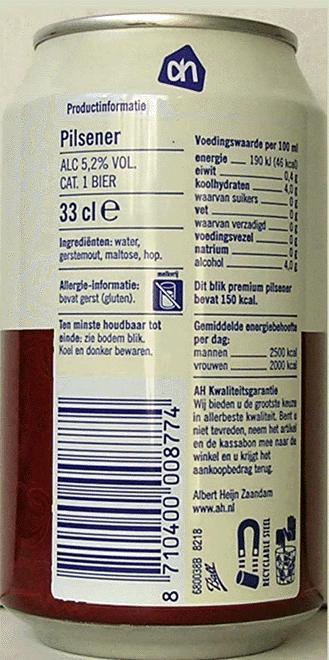 ah
Productinformatie
Pilsener
ALC 5,2% VOL.
CAT. 1 BIER
33 cl e
Ingrediënten: water,
gerstemout, maltose, hop.
melkvrij
Allergie-informatie:
bevat gerst (gluten).
Ten minste houdbaar tot
einde: zie bodem blik.
Koel en donker bewaren.
8 710400 008774
Voedingswaarde per 100 ml
energie 190 kJ (46 kcal)
eiwit 0,4 g
koolhydraten 4,0 g
waarvan suikers 0 g
vet 0 g
waarvan verzadigd 0 g
voedingsvezel 0 g
natrium 0 g
alcohol 4,0 g
Dit blik premium pilsener
bevat 150 kcal.
Gemiddelde energiebehoefte
per dag:
mannen 2500 kcal
vrouwen 2000 kcal
AH Kwaliteitsgarantie
Wij bieden u de grootste keuze
in allerbeste kwaliteit. Bent u
niet tevreden, neem het artikel
en de kassabon mee naar de
winkel en u krijgt het
aankoopbedrag terug.
Albert Heijn Zaandam
www.ah.nl
680038B 8218
Ball
RECYCLABLE STEEL